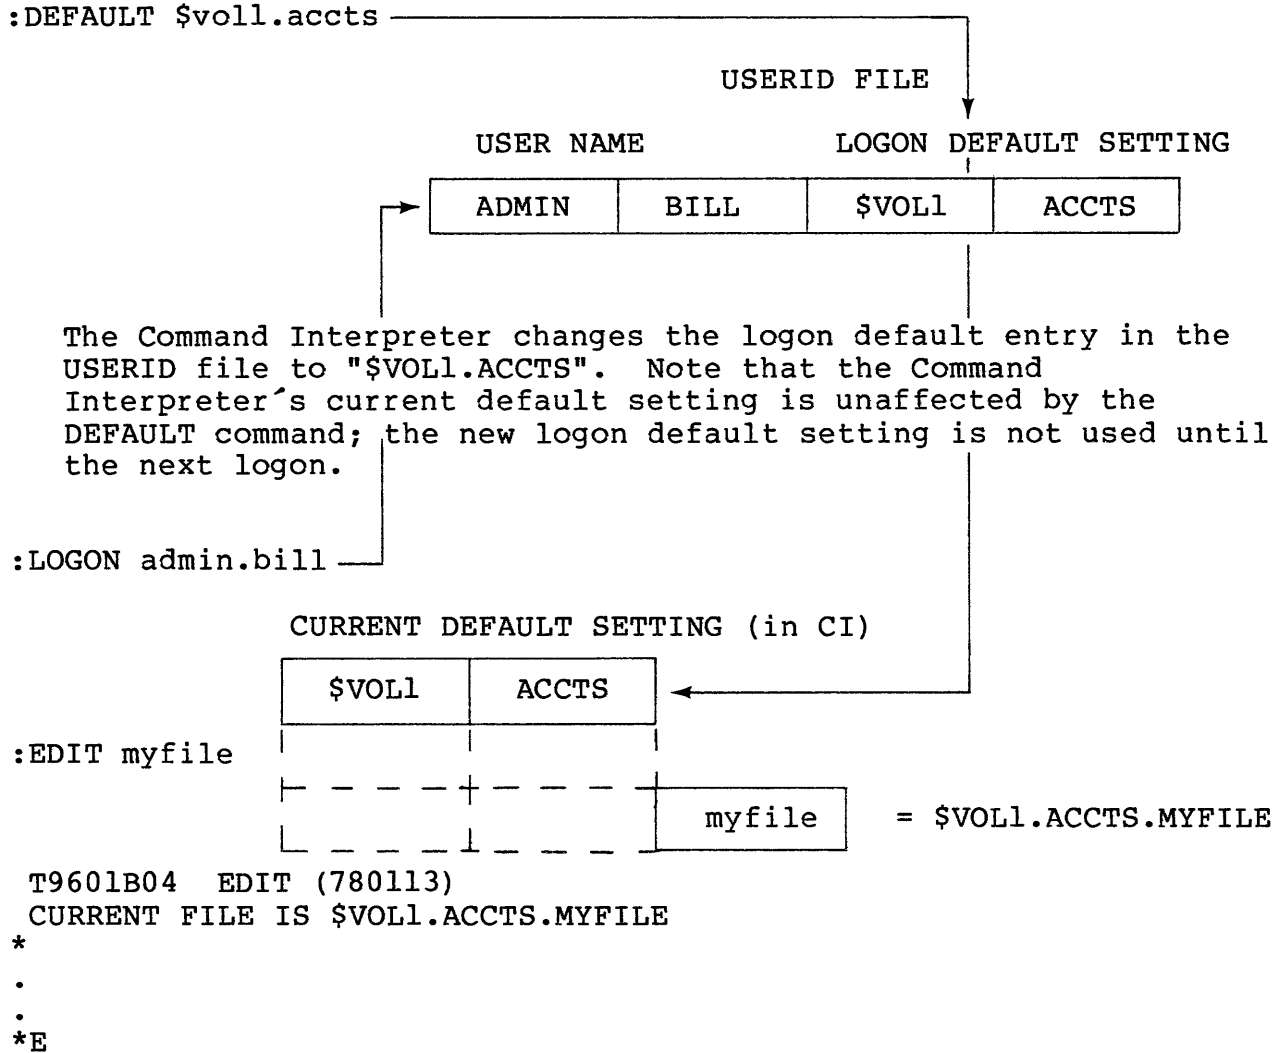 :DEFAULT $vol1.accts
USERID FILE
USER NAME LOGON DEFAULT SETTING
ADMIN BILL $VOL1 ACCTS
The Command Interpreter changes the logon default entry in the
USERID file to "$VOL1.ACCTS". Note that the Command
Interpreter´s current default setting is unaffected by the
DEFAULT command; the new logon default setting is not used until
the next logon.
:LOGON admin.bill
CURRENT DEFAULT SETTING (in CI)
$VOL1 ACCTS
:EDIT myfile
myfile = $VOL1.ACCTS.MYFILE
T9601B04 EDIT (780113)
CURRENT FILE IS $VOL1.ACCTS.MYFILE
*
.
.
*E